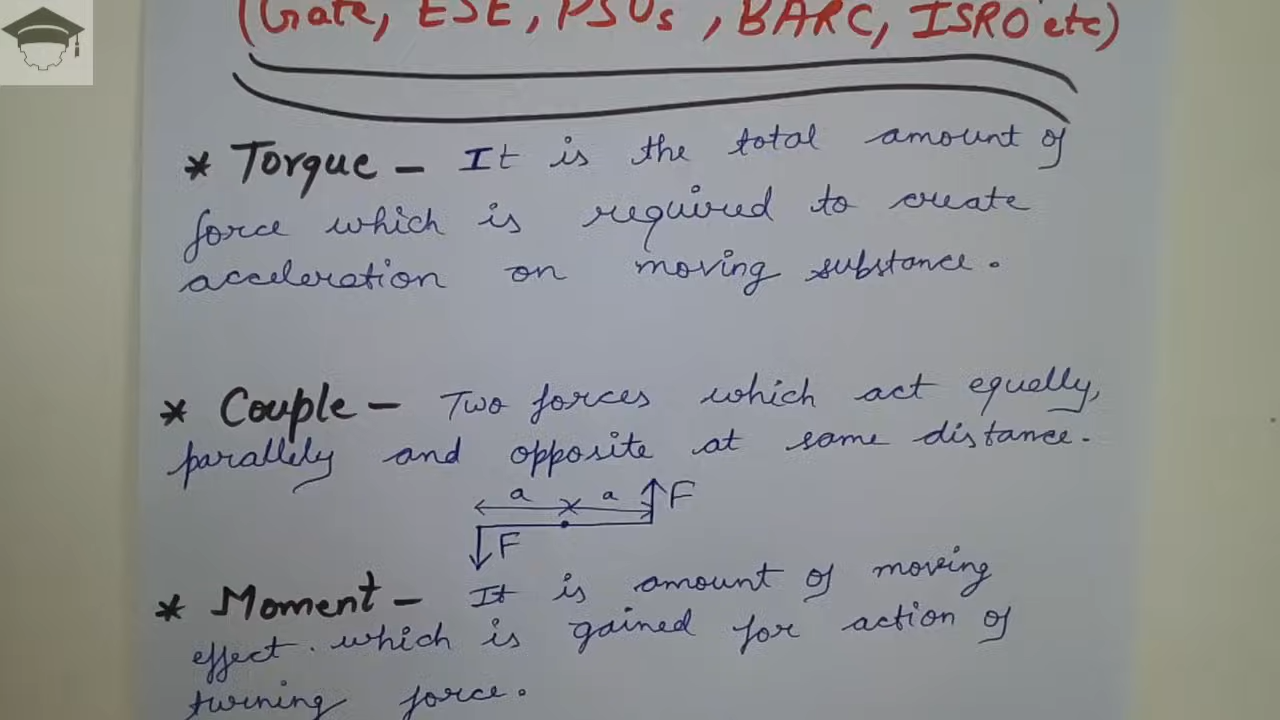 (Gate, ESE, PSUs, BARC, ISRO etc)
* Torque - It is the total amount of
force which is required to create
acceleration on moving substance.
* Couple - Two forces which act equelly,
parallely and opposite at same distance.
a a F
F
* Moment - It is amount of moving
effect. which is gained for action of
turning force.